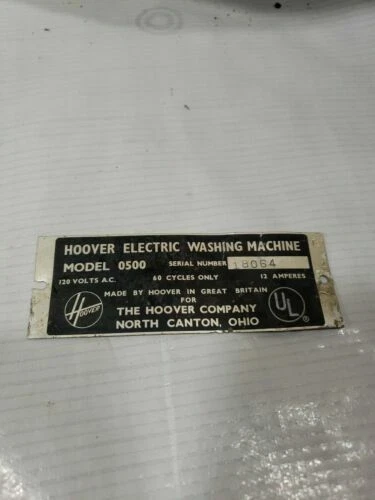 HOOVER ELECTRIC WASHING MACHINE
MODEL 0500 SERIAL NUMBER 18064
120 VOLTS A.C. 60 CYCLES ONLY 12 AMPERES
MADE BY HOOVER IN GREAT BRITAIN
FOR
THE HOOVER COMPANY
NORTH CANTON, OHIO
HOOVER
UL ®